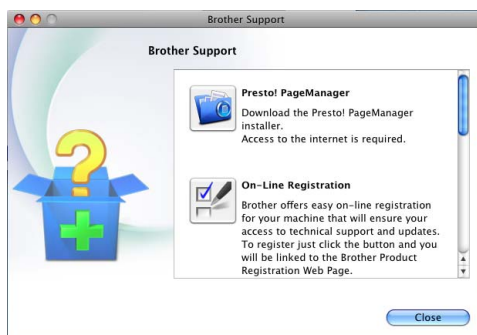 Brother Support
Brother Support
Presto! PageManager
Download the Presto! PageManager
installer.
Access to the internet is required.
On-Line Registration
Brother offers easy on-line registration
for your machine that will ensure your
access to technical support and updates.
To register just click the button and you
will be linked to the Brother Product
Registration Web Page.
Close